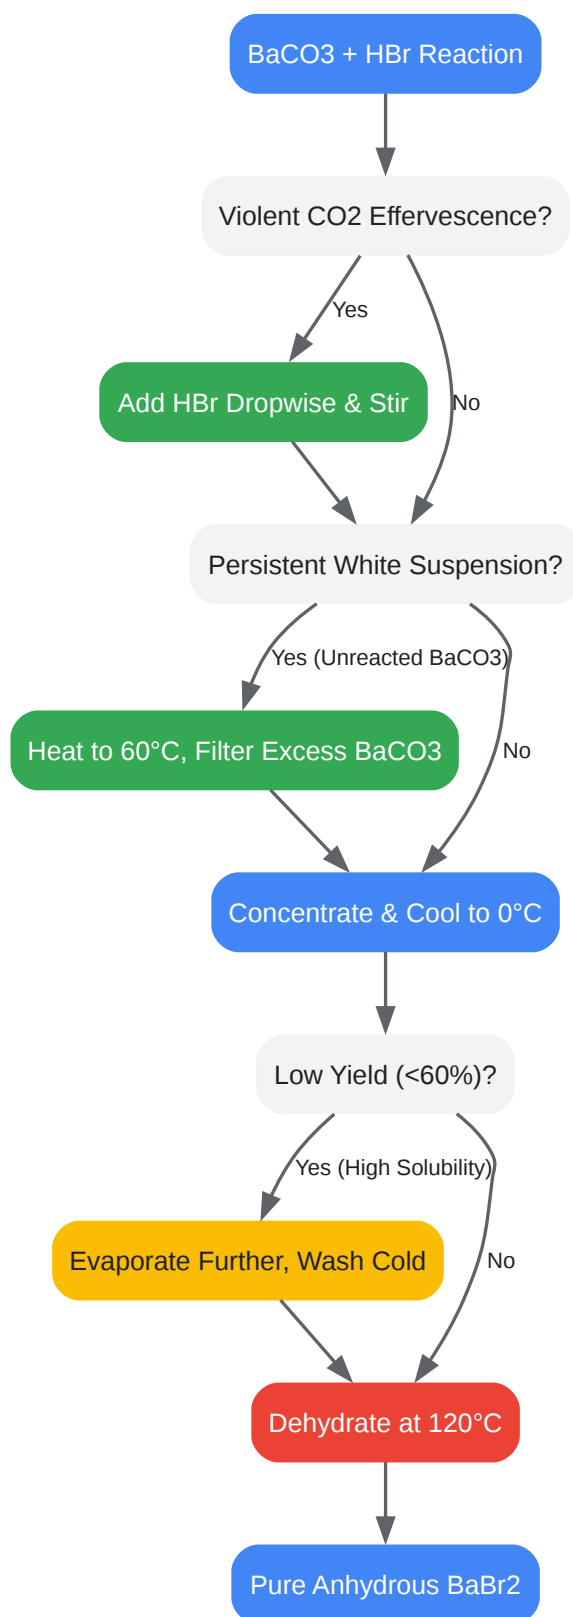 BaCO3 + HBr Reaction
Violent CO2 Effervescence?
Yes
Add HBr Dropwise & Stir
No
Persistent White Suspension?
Yes (Unreacted BaCO3)
Heat to 60°C, Filter Excess BaCO3
No
Concentrate & Cool to 0°C
Low Yield (<60%)?
Yes (High Solubility)
Evaporate Further, Wash Cold
No
Dehydrate at 120°C
Pure Anhydrous BaBr2